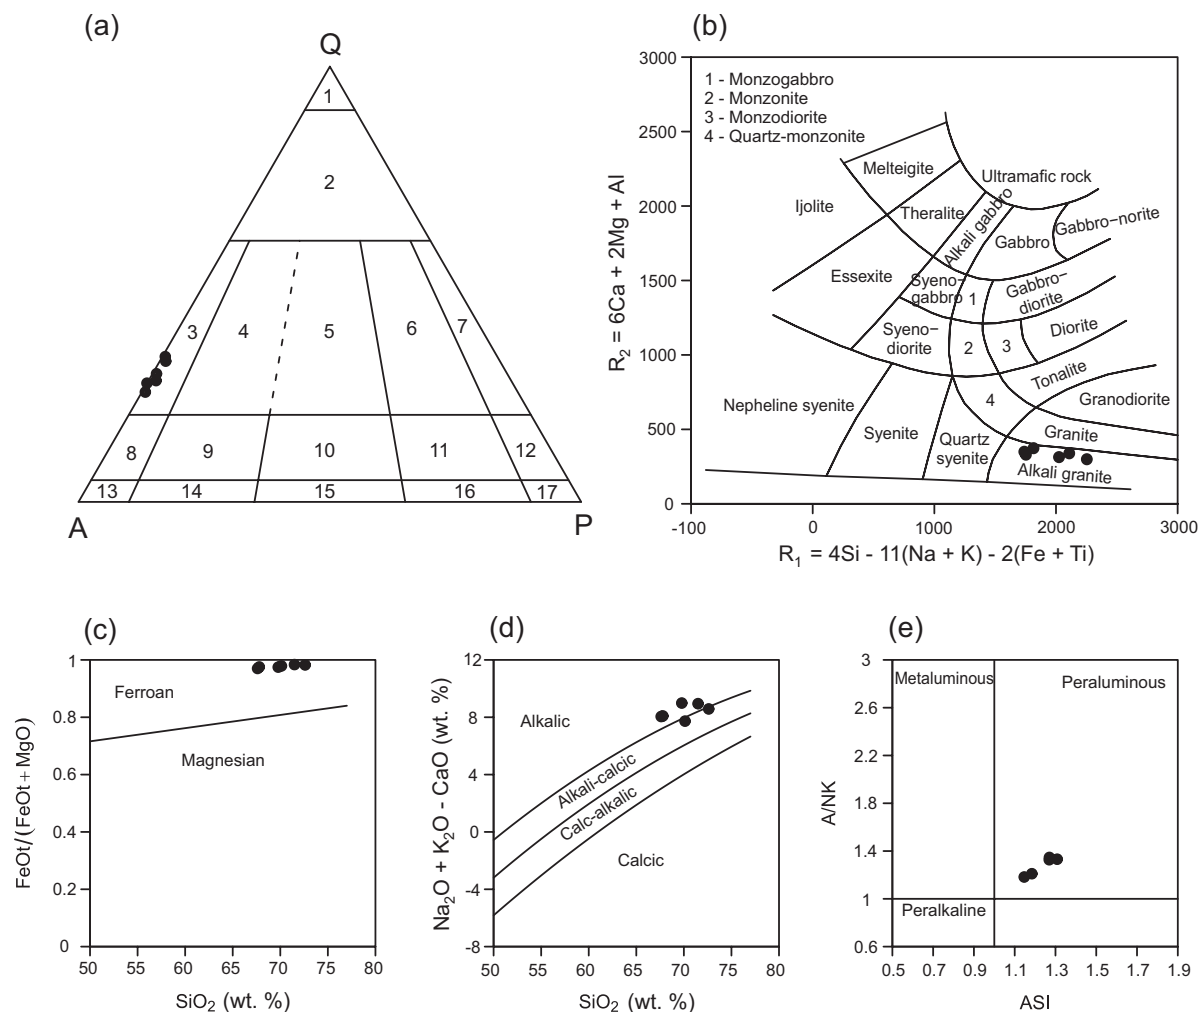 (a)
Q
1
2
3
4
5
6
7
8
9
10
11
12
13
14
15
16
17
A
P
(b)
3000
2500
2000
1500
1000
500
0
R₂ = 6Ca + 2Mg + Al
1 - Monzogabbro
2 - Monzonite
3 - Monzodiorite
4 - Quartz-monzonite
Melteigite
Ultramafic rock
Ijolite
Theralite
Alkali gabbro
Gabbro
Gabbro−norite
Essexite
Syeno-
gabbro
1
Gabbro−
diorite
Syeno−
diorite
2
3
Diorite
Tonalite
Nepheline syenite
4
Granodiorite
Syenite
Quartz
syenite
Granite
Alkali granite
-100
0
1000
2000
3000
R₁ = 4Si - 11(Na + K) - 2(Fe + Ti)
(c)
1
0.8
0.6
0.4
0.2
0
FeOt/(FeOt + MgO)
Ferroan
Magnesian
50 55 60 65 70 75 80
SiO₂ (wt. %)
(d)
12
8
4
0
-4
-8
Na₂O + K₂O - CaO (wt. %)
Alkalic
Alkali-calcic
Calc-alkalic
Calcic
50 55 60 65 70 75 80
SiO₂ (wt. %)
(e)
3
2.6
2.2
1.8
1.4
1
0.6
A/NK
Metaluminous
Peraluminous
Peralkaline
0.5 0.7 0.9 1.1 1.3 1.5 1.7 1.9
ASI